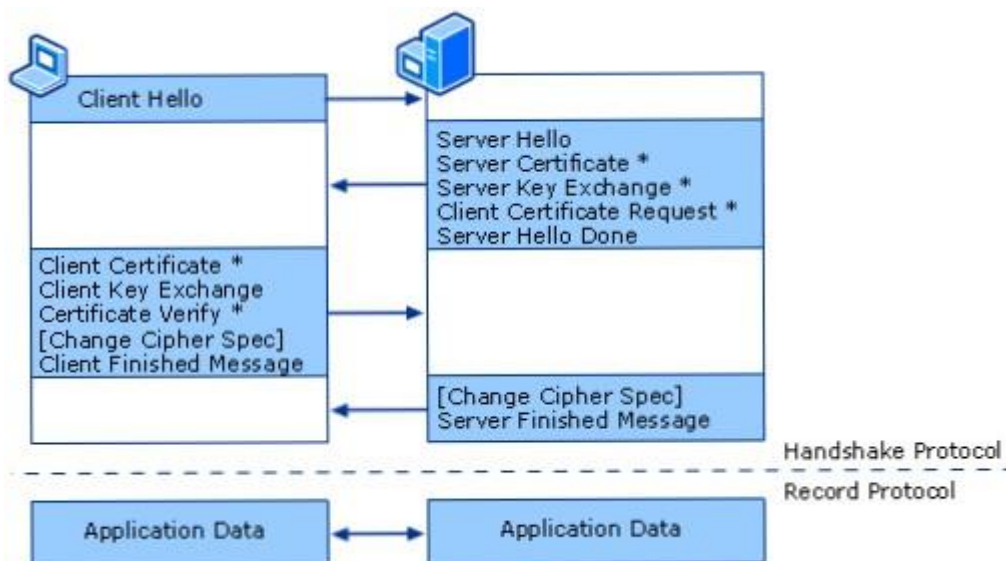 Client Hello
Server Hello
Server Certificate *
Server Key Exchange *
Client Certificate Request *
Server Hello Done
Client Certificate *
Client Key Exchange
Certificate Verify *
[Change Cipher Spec]
Client Finished Message
[Change Cipher Spec]
Server Finished Message
Handshake Protocol
Record Protocol
Application Data
Application Data